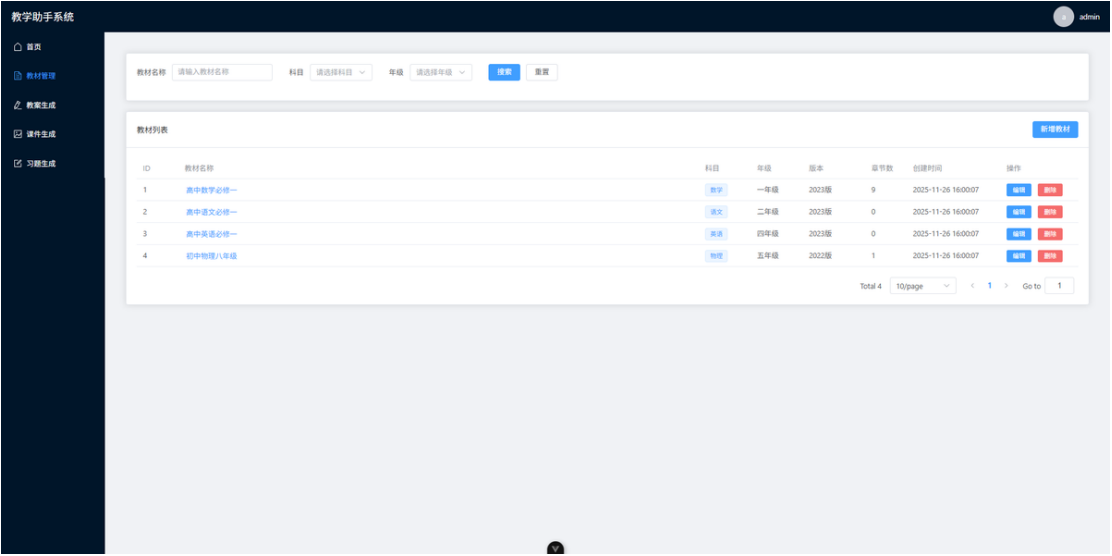 教学助手系统
a admin
首页
教材管理
教案生成
课件生成
习题生成
教材名称 请输入教材名称 科目 请选择科目 年级 请选择年级 搜索 重置
教材列表 新增教材
ID 教材名称 科目 年级 版本 章节数 创建时间 操作
1 高中数学必修一 数学 一年级 2023版 9 2025-11-26 16:00:07 编辑 删除
2 高中语文必修一 语文 二年级 2023版 0 2025-11-26 16:00:07 编辑 删除
3 高中英语必修一 英语 四年级 2023版 0 2025-11-26 16:00:07 编辑 删除
4 初中物理八年级 物理 五年级 2022版 1 2025-11-26 16:00:07 编辑 删除
Total 4 10/page < 1 > Go to 1